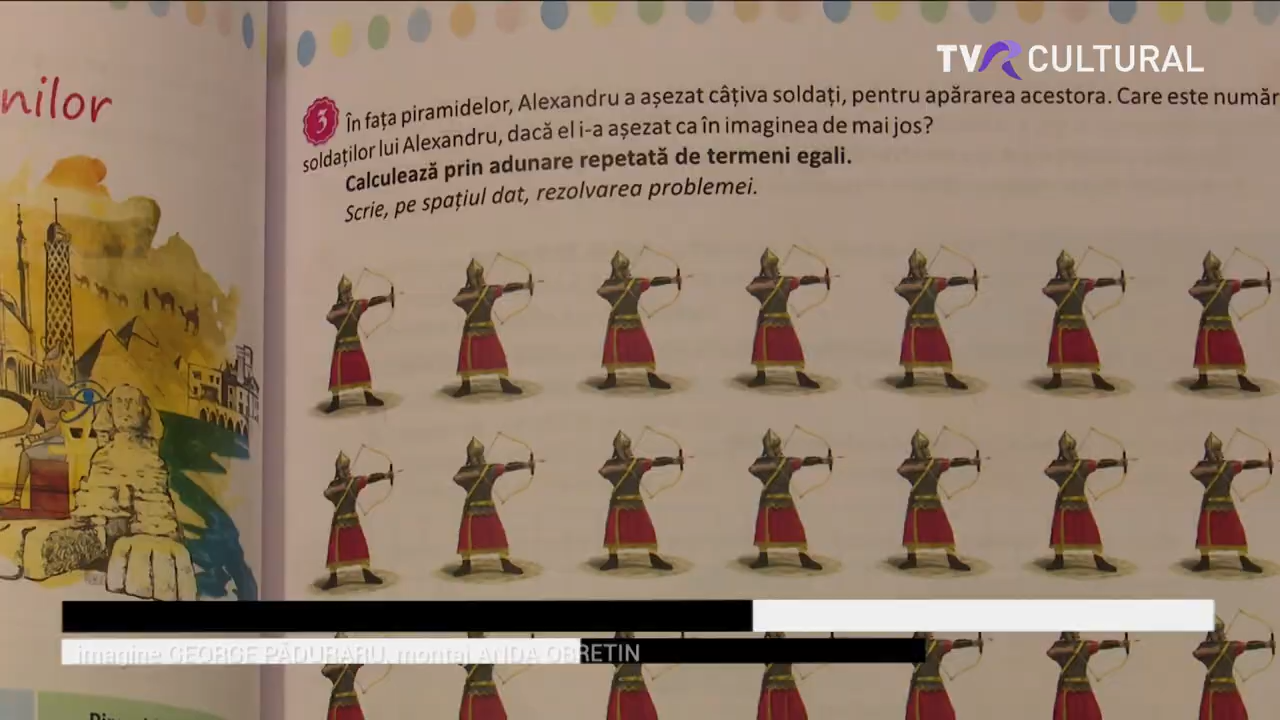 TVR CULTURAL
nilor
3 În fața piramidelor, Alexandru a așezat câțiva soldați, pentru apărarea acestora. Care este număr
soldaților lui Alexandru, dacă el i-a așezat ca în imaginea de mai jos?
Calculează prin adunare repetată de termeni egali.
Scrie, pe spațiul dat, rezolvarea problemei.
imagine GEORGE PĂDURARU, montaj ANDA OBRETIN